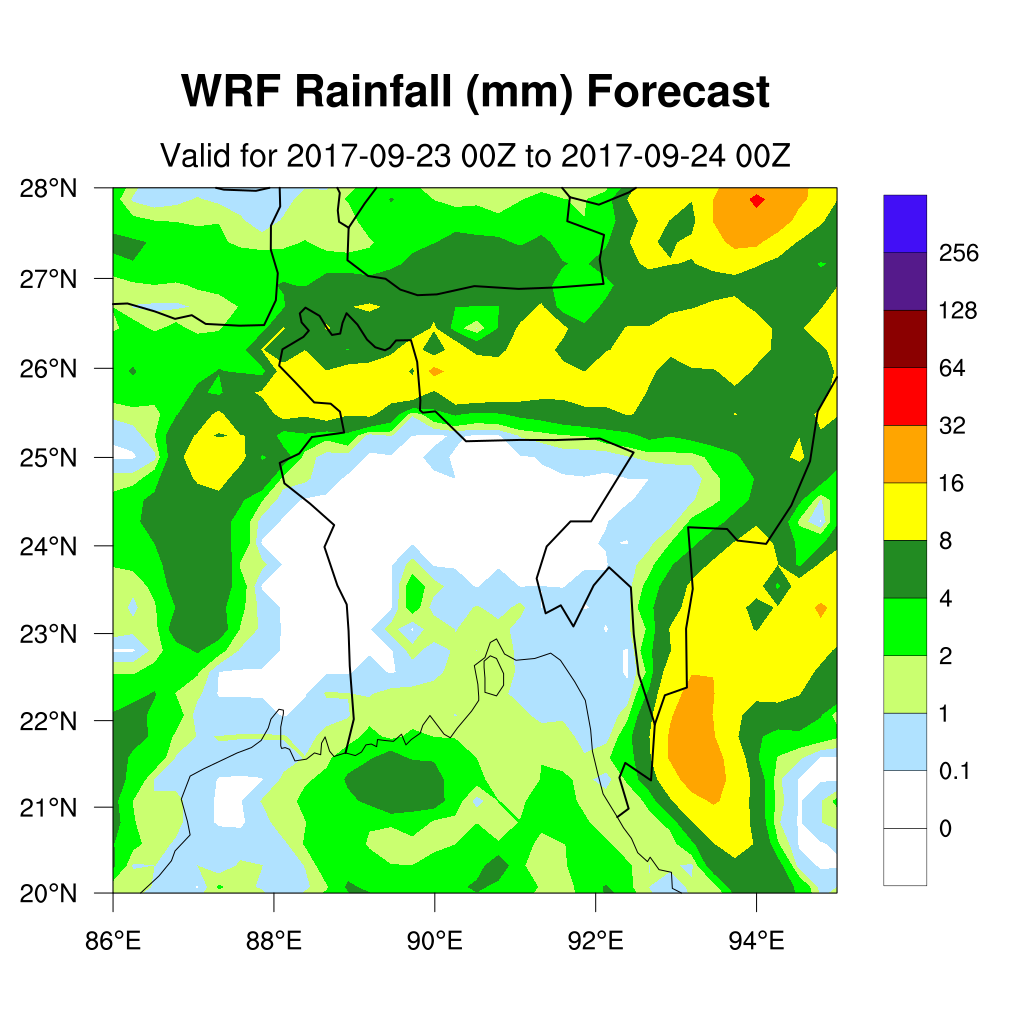 WRF Rainfall (mm) Forecast
Valid for 2017-09-23 00Z to 2017-09-24 00Z
28°N
27°N
26°N
25°N
24°N
23°N
22°N
21°N
20°N
86°E 88°E 90°E 92°E 94°E
256
128
64
32
16
8
4
2
1
0.1
0